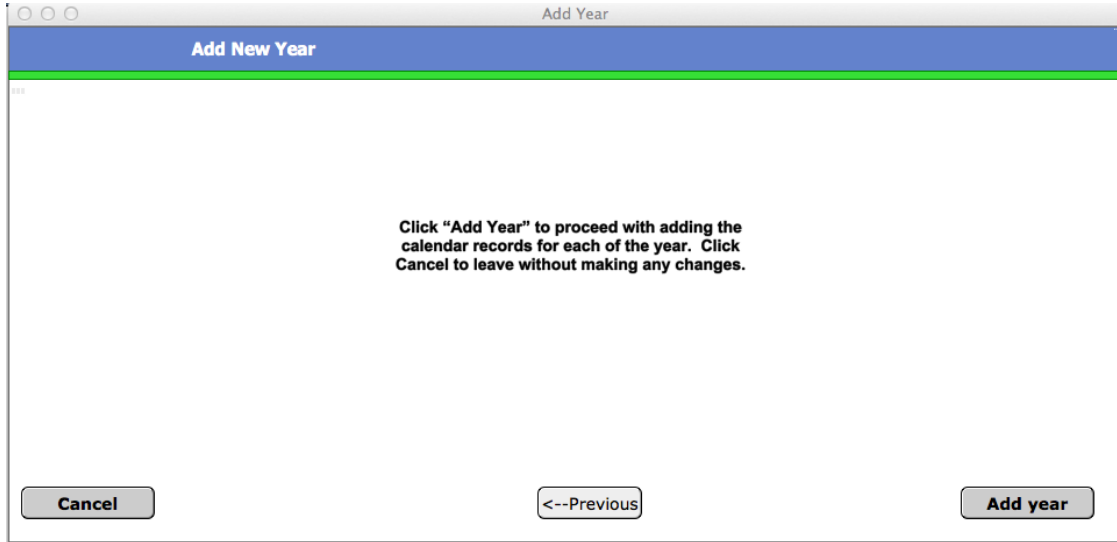 Add Year
Add New Year
Click “Add Year” to proceed with adding the
calendar records for each of the year.  Click
Cancel to leave without making any changes.
Cancel
<--Previous
Add year